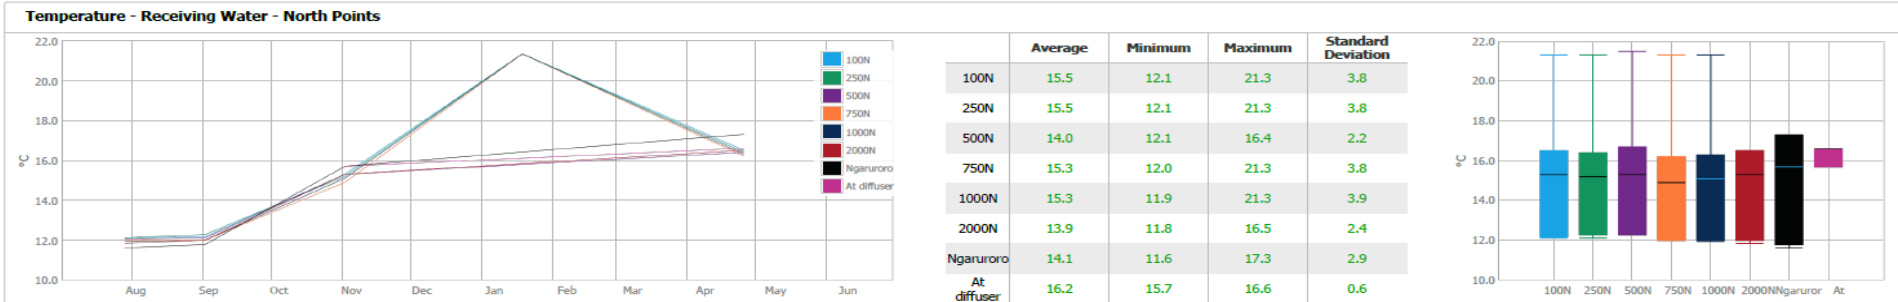 Temperature - Receiving Water - North Points
22.0
20.0
18.0
16.0
14.0
12.0
10.0
°C
Aug Sep Oct Nov Dec Jan Feb Mar Apr May Jun
100N
250N
500N
750N
1000N
2000N
Ngaruroro
At diffuser
Average Minimum Maximum Standard Deviation
100N 15.5 12.1 21.3 3.8
250N 15.5 12.1 21.3 3.8
500N 14.0 12.1 16.4 2.2
750N 15.3 12.0 21.3 3.8
1000N 15.3 11.9 21.3 3.9
2000N 13.9 11.8 16.5 2.4
Ngaruroro 14.1 11.6 17.3 2.9
At diffuser 16.2 15.7 16.6 0.6
22.0
20.0
18.0
16.0
14.0
12.0
10.0
°C
100N 250N 500N 750N 1000N 2000N Ngaruror At